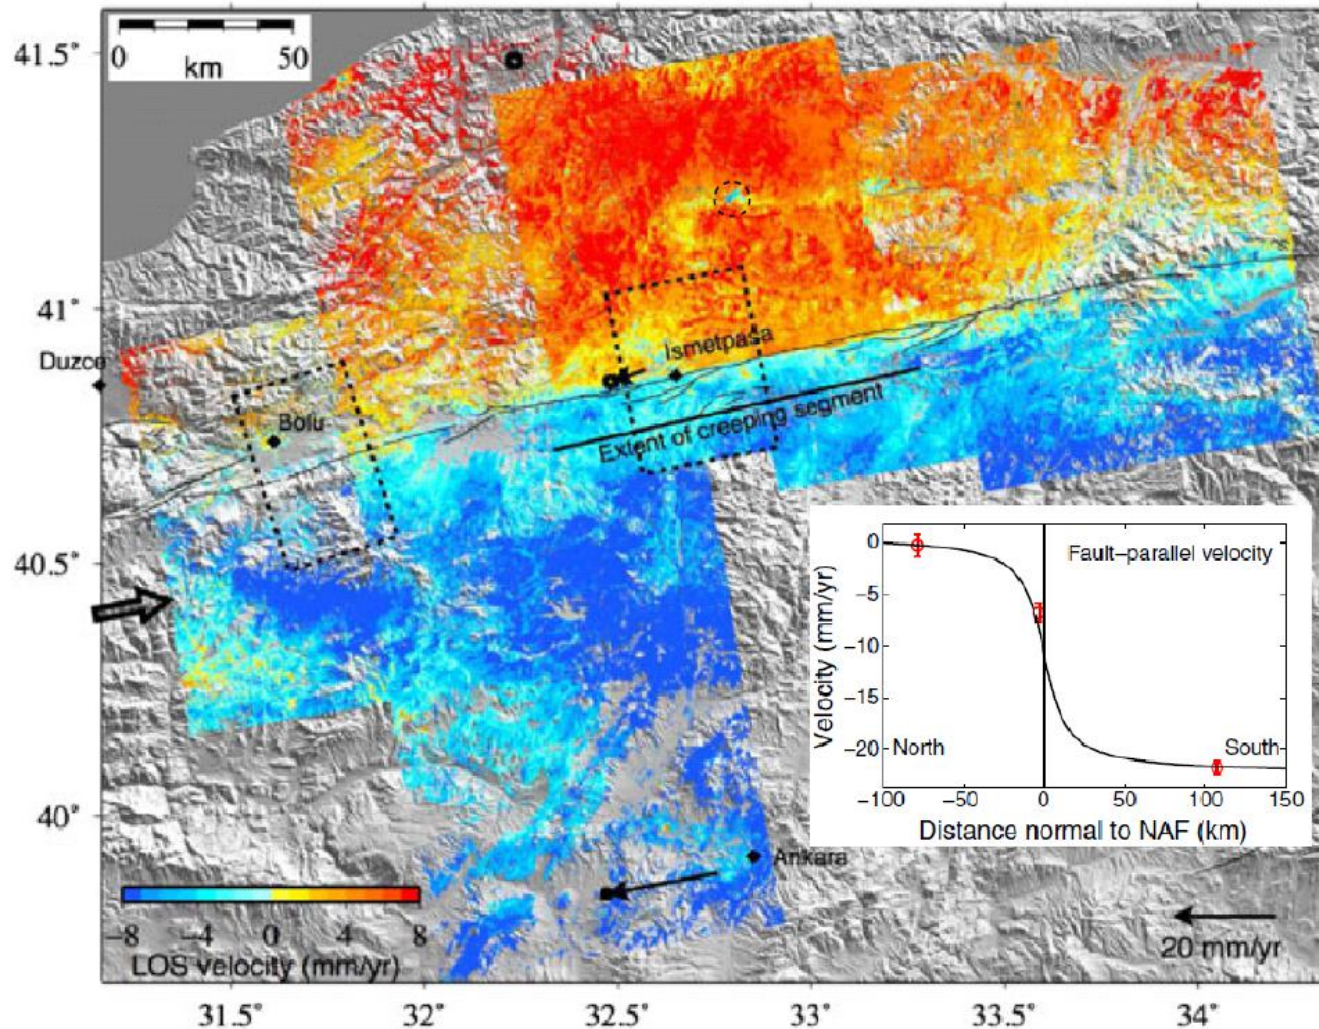 41.5°
0 50
km
41°
Duzce
Ismetpasa
Bolu
Extent of creeping segment
40.5°
0
−5
−10
−15
−20
Velocity (mm/yr)
Fault−parallel velocity
North
South
−100 −50 0 50 100 150
Distance normal to NAF (km)
40°
Ankara
−8 −4 0 4 8
LOS velocity (mm/yr)
20 mm/yr
31.5° 32° 32.5° 33° 33.5° 34°